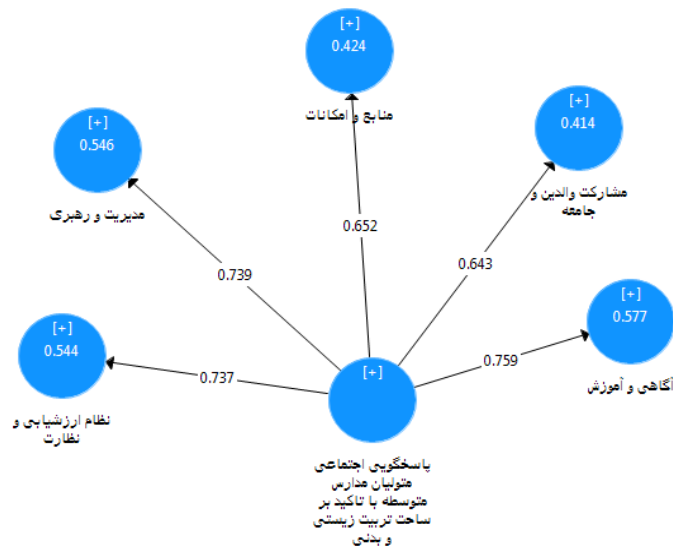 [+]
0.424
منابع و امکانات
[+]
0.546
مدیریت و رهبری
[+]
0.414
مشارکت والدین و
جامعه
0.652
0.739
0.643
[+]
0.577
آگاهی و آموزش
[+]
0.544
نظام ارزشیابی و
نظارت
0.737
0.759
[+]
پاسخگویی اجتماعی
متولیان مدارس
متوسطه با تاکید بر
ساحت تربیت زیستی
و بدنی